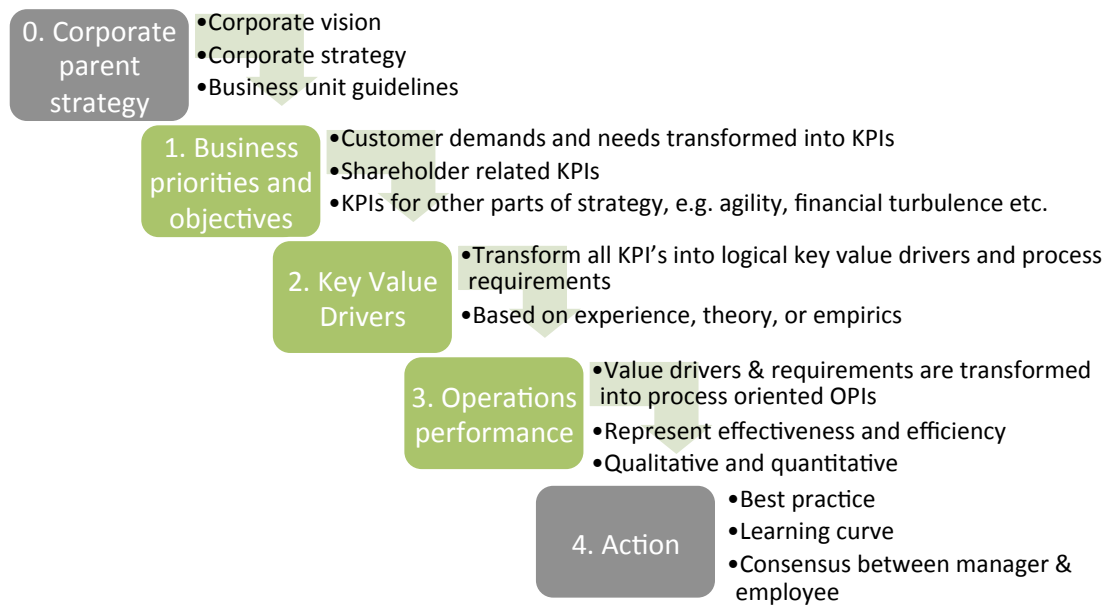 0. Corporate
parent
strategy
•Corporate vision
•Corporate strategy
•Business unit guidelines
1. Business
priorities and
objectives
•Customer demands and needs transformed into KPIs
•Shareholder related KPIs
•KPIs for other parts of strategy, e.g. agility, financial turbulence etc.
2. Key Value
Drivers
•Transform all KPI's into logical key value drivers and process
requirements
•Based on experience, theory, or empirics
3. Operations
performance
•Value drivers & requirements are transformed
into process oriented OPIs
•Represent effectiveness and efficiency
•Qualitative and quantitative
4. Action
•Best practice
•Learning curve
•Consensus between manager &
employee